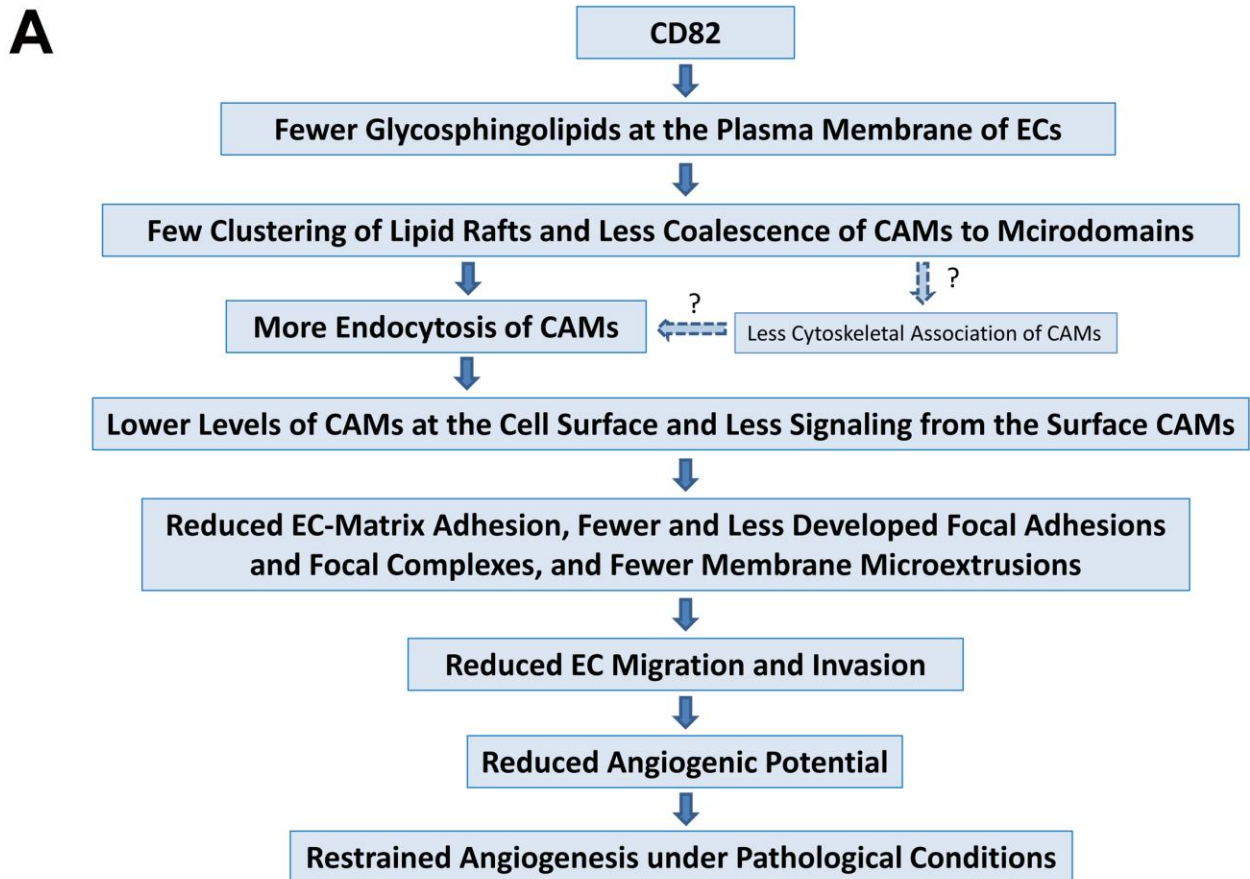 A
CD82
Fewer Glycosphingolipids at the Plasma Membrane of ECs
Few Clustering of Lipid Rafts and Less Coalescence of CAMs to Mcirodomains
?
?
More Endocytosis of CAMs
Less Cytoskeletal Association of CAMs
Lower Levels of CAMs at the Cell Surface and Less Signaling from the Surface CAMs
Reduced EC-Matrix Adhesion, Fewer and Less Developed Focal Adhesions
and Focal Complexes, and Fewer Membrane Microextrusions
Reduced EC Migration and Invasion
Reduced Angiogenic Potential
Restrained Angiogenesis under Pathological Conditions